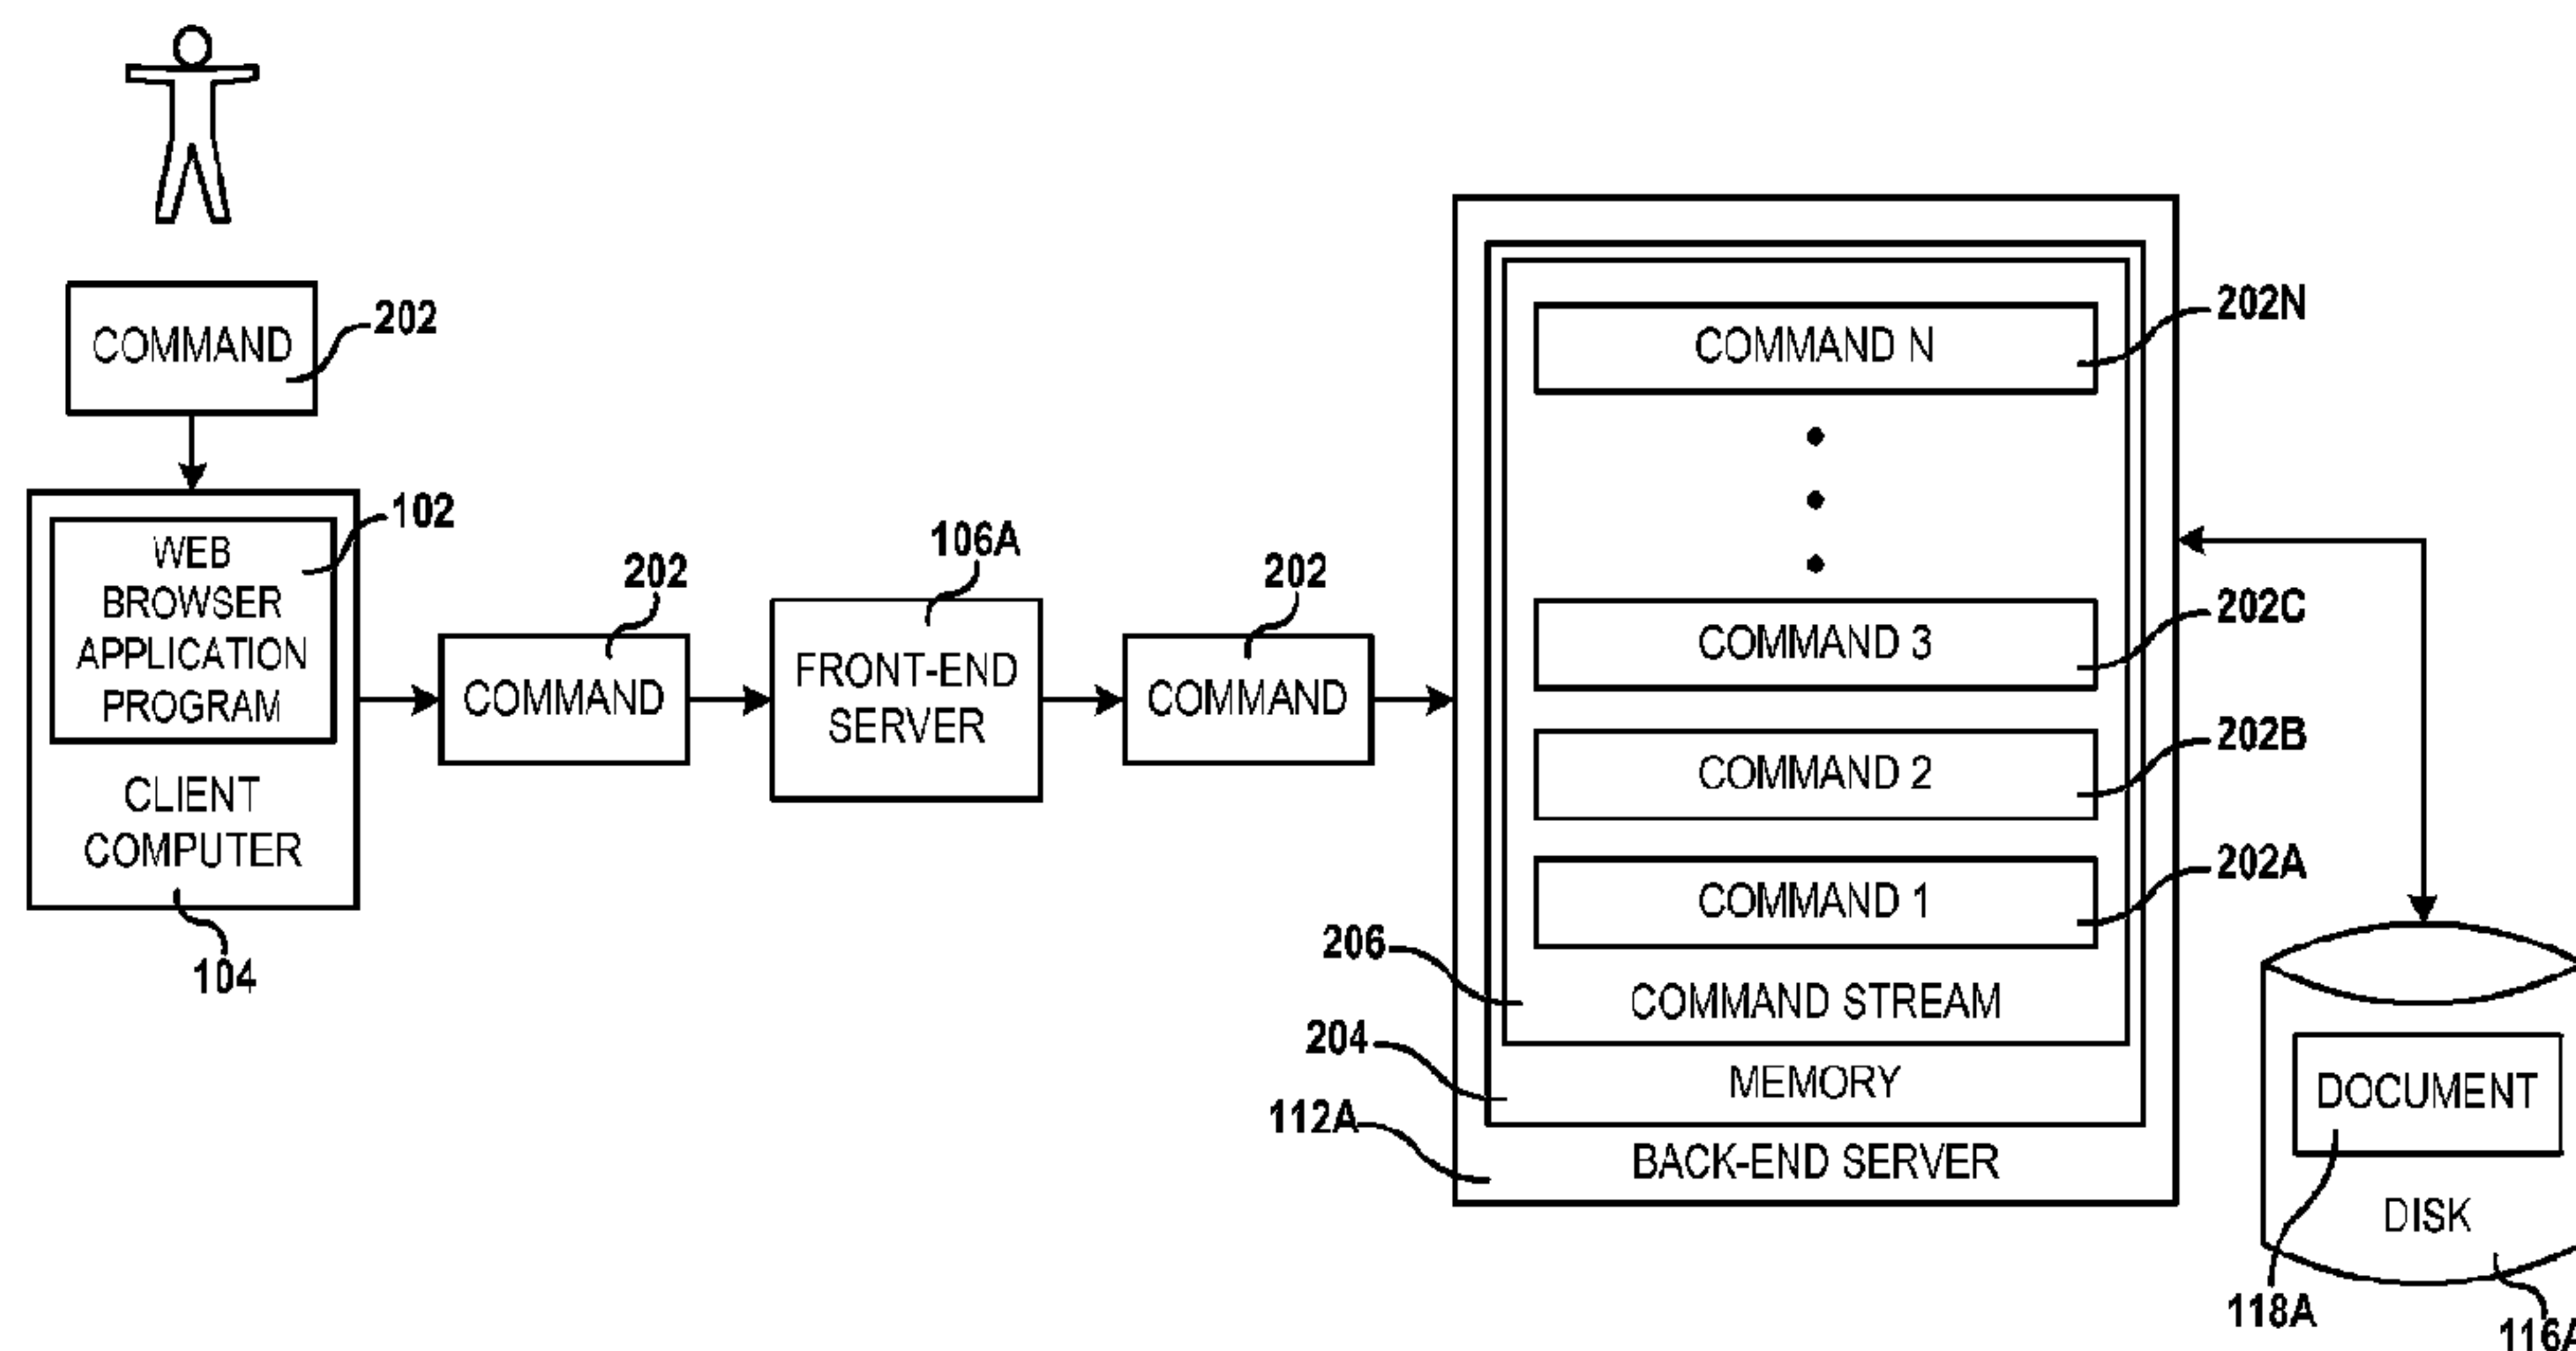 COMMAND
202
WEB
BROWSER
APPLICATION
PROGRAM
102
CLIENT
COMPUTER
104
202
COMMAND
106A
FRONT-END
SERVER
202
COMMAND
COMMAND N
202N
COMMAND 3
202C
COMMAND 2
202B
COMMAND 1
202A
206
COMMAND STREAM
204
MEMORY
112A
BACK-END SERVER
DOCUMENT
DISK
118A
116A